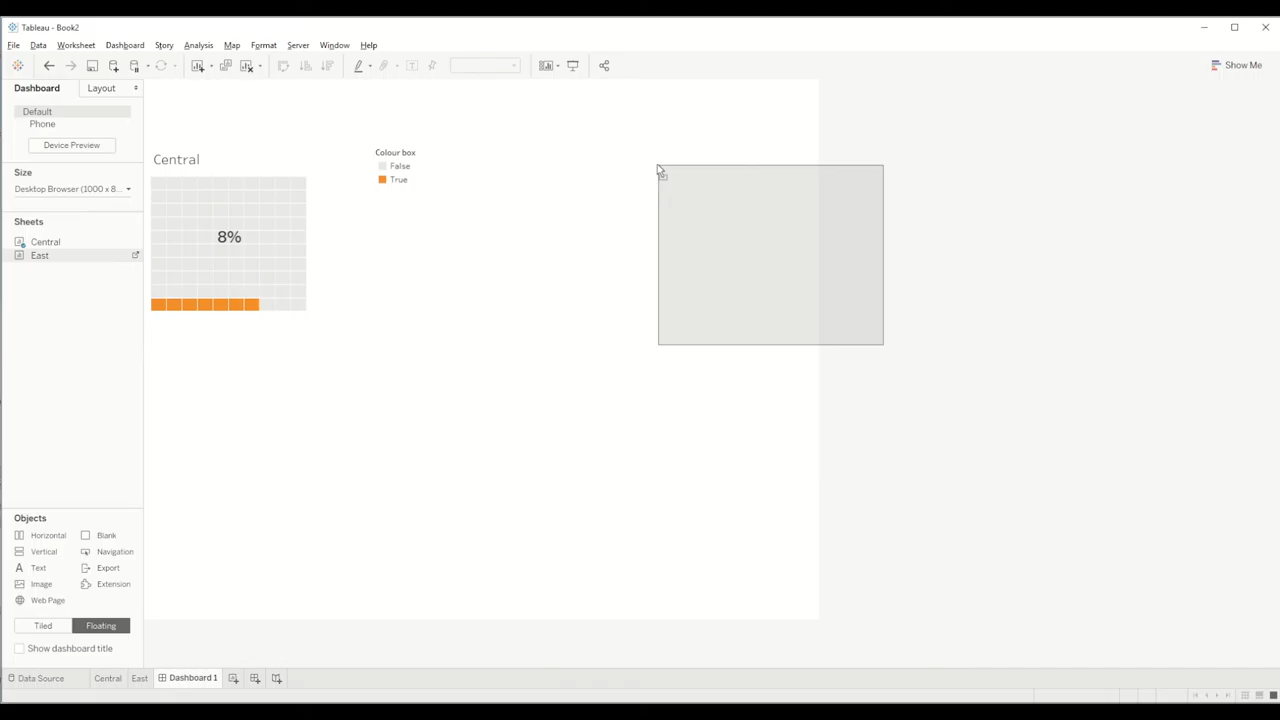 Tableau - Book2
File Data Worksheet Dashboard Story Analysis Map Format Server Window Help
Show Me
Dashboard Layout
Default
Phone
Device Preview
Size
Desktop Browser (1000 x 8...
Sheets
Central
East
Central
8%
Colour box
False
True
Objects
Horizontal Blank
Vertical Navigation
Text Export
Image Extension
Web Page
Tiled Floating
Show dashboard title
Data Source Central East Dashboard 1